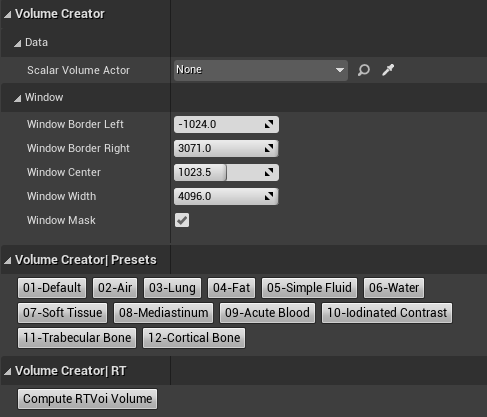 Volume Creator
Data
Scalar Volume Actor None
Window
Window Border Left -1024.0
Window Border Right 3071.0
Window Center 1023.5
Window Width 4096.0
Window Mask
Volume Creator| Presets
01-Default 02-Air 03-Lung 04-Fat 05-Simple Fluid 06-Water
07-Soft Tissue 08-Mediastinum 09-Acute Blood 10-Iodinated Contrast
11-Trabecular Bone 12-Cortical Bone
Volume Creator| RT
Compute RTVoi Volume